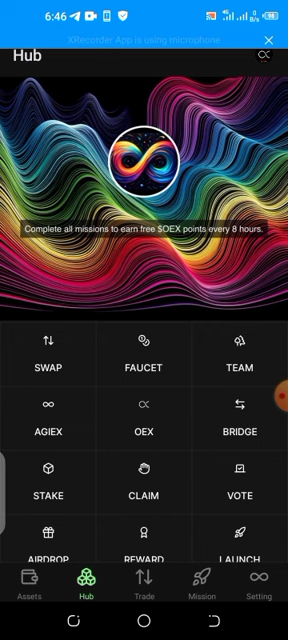 6:46
XRecorder App is using microphone
Hub
Complete all missions to earn free $OEX points every 8 hours.
SWAP
FAUCET
TEAM
AGIEX
OEX
BRIDGE
STAKE
CLAIM
VOTE
AIRDROP
REWARD
LAUNCH
Assets
Hub
Trade
Mission
Setting